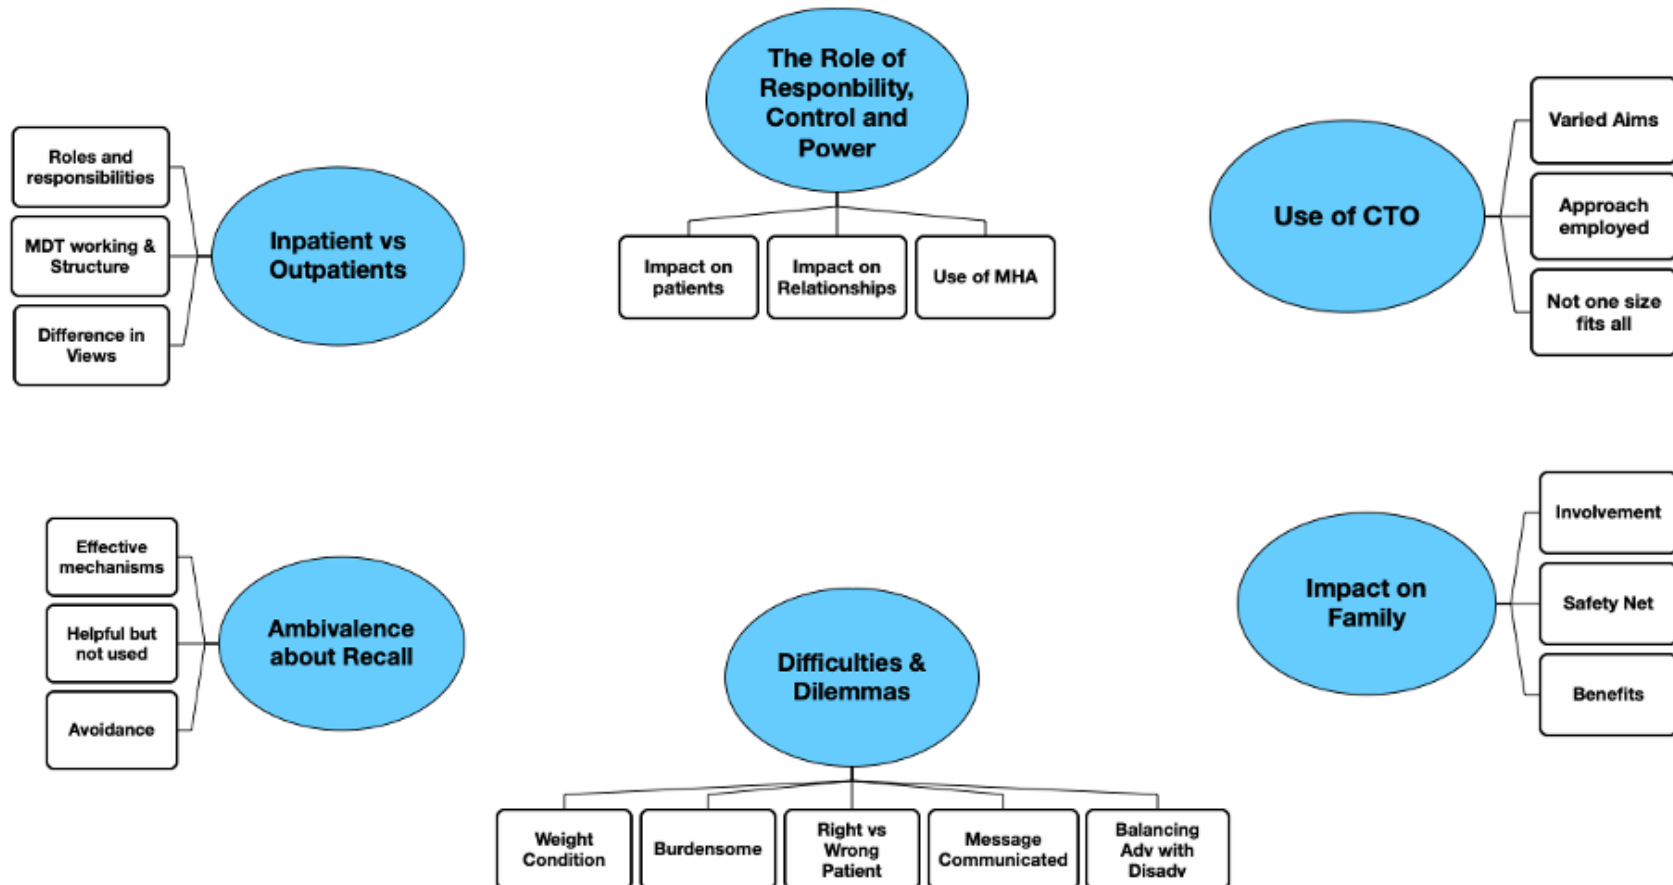 The Role of
Responbility,
Control and
Power
Impact on
patients
Impact on
Relationships
Use of MHA
Roles and
responsibilities
MDT working &
Structure
Difference in
Views
Inpatient vs
Outpatients
Use of CTO
Varied Aims
Approach
employed
Not one size
fits all
Effective
mechanisms
Helpful but
not used
Avoidance
Ambivalence
about Recall
Difficulties &
Dilemmas
Weight
Condition
Burdensome
Right vs
Wrong
Patient
Message
Communicated
Balancing
Adv with
Disadv
Impact on
Family
Involvement
Safety Net
Benefits